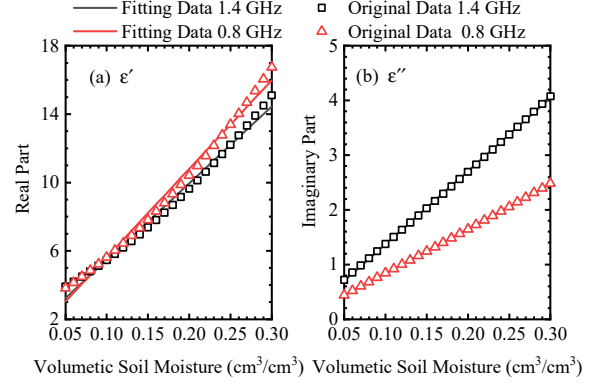 Fitting Data 1.4 GHz Original Data 1.4 GHz
Fitting Data 0.8 GHz Original Data 0.8 GHz
(a) ε′
(b) ε′′
Real Part
18
14
10
6
2
0.05 0.10 0.15 0.20 0.25 0.30
Volumetic Soil Moisture (cm³/cm³)
Imaginary Part
5
4
3
2
1
0
0.05 0.10 0.15 0.20 0.25 0.30
Volumetic Soil Moisture (cm³/cm³)